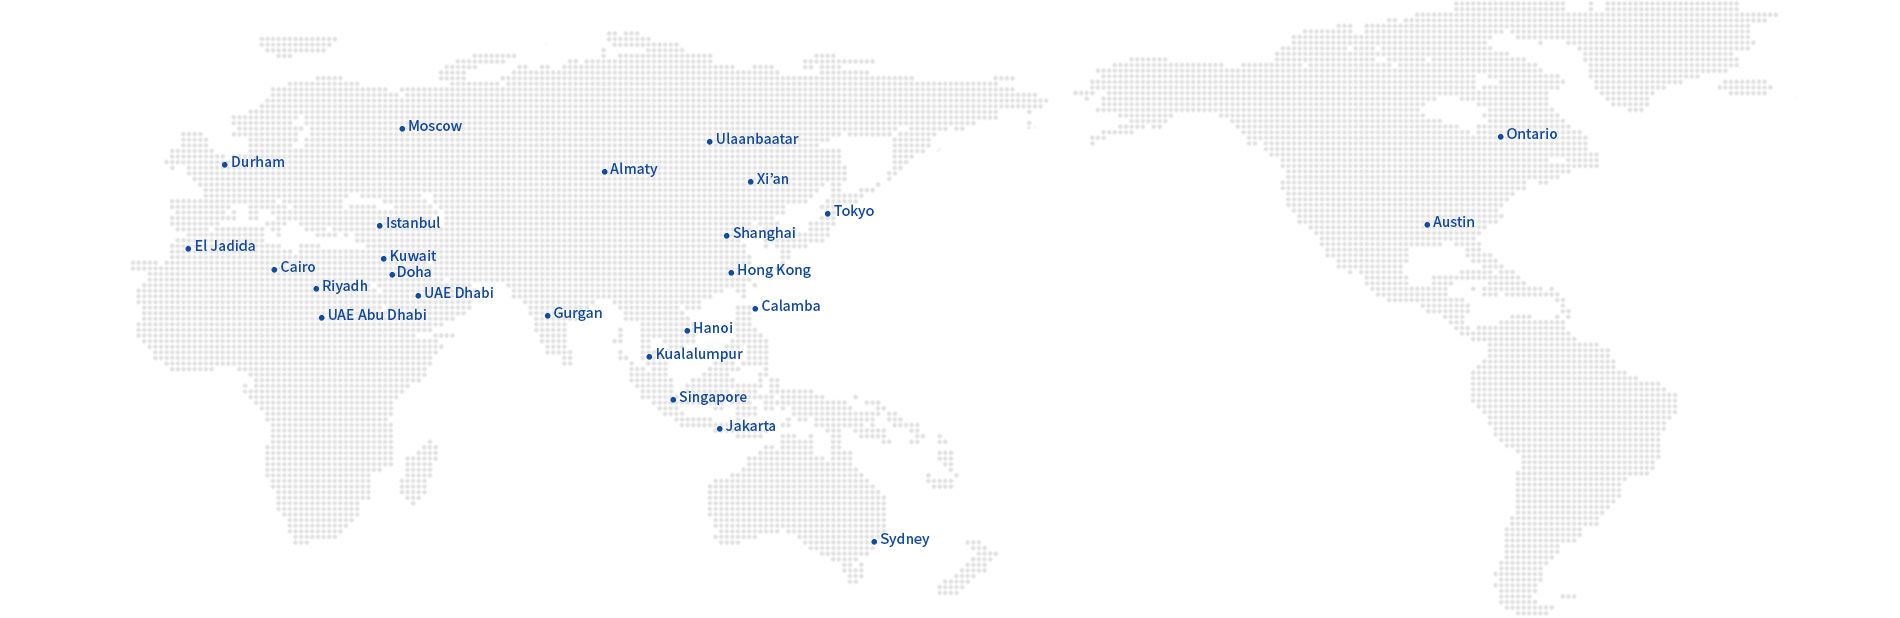 Moscow
Ulaanbaatar
Ontario
Durham
Almaty
Xi’an
Tokyo
Istanbul
Austin
Shanghai
El Jadida
Kuwait
Cairo
Doha
Hong Kong
Riyadh
UAE Dhabi
Calamba
Gurgan
UAE Abu Dhabi
Hanoi
Kualalumpur
Singapore
Jakarta
Sydney